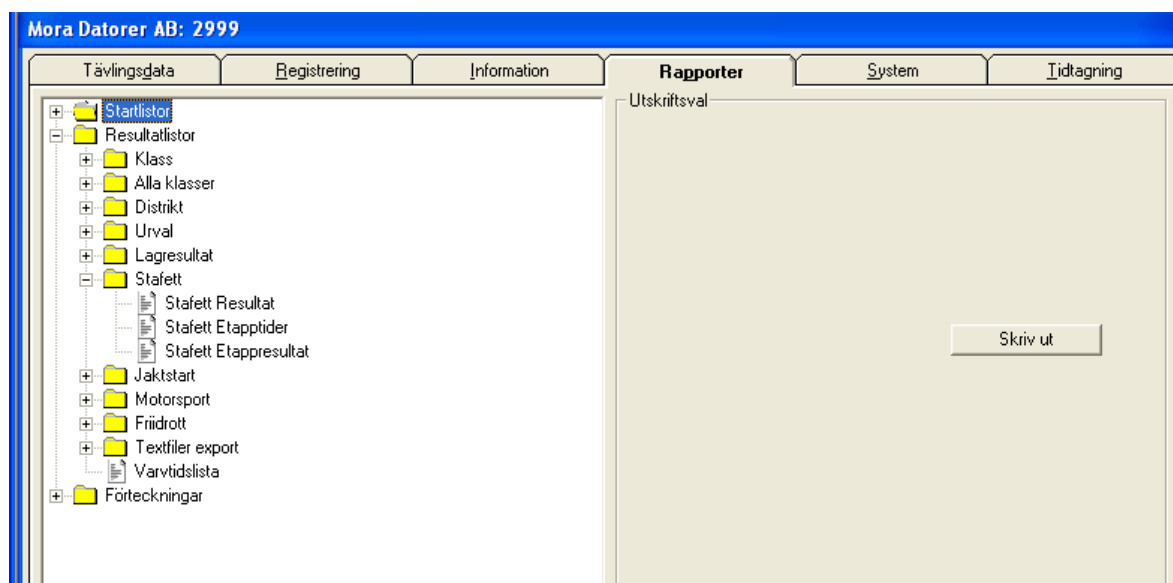 Mora Datorer AB: 2999
Tävlingsdata Registrering Information Rapporter System Tidtagning
Startlistor
Utskriftsval
Resultatlistor
Klass
Alla klasser
Distrikt
Urval
Lagresultat
Stafett
Stafett Resultat
Stafett Etapptider
Stafett Etappresultat
Skriv ut
Jaktstart
Motorsport
Friidrott
Textfiler export
Varvtidslista
Förteckningar